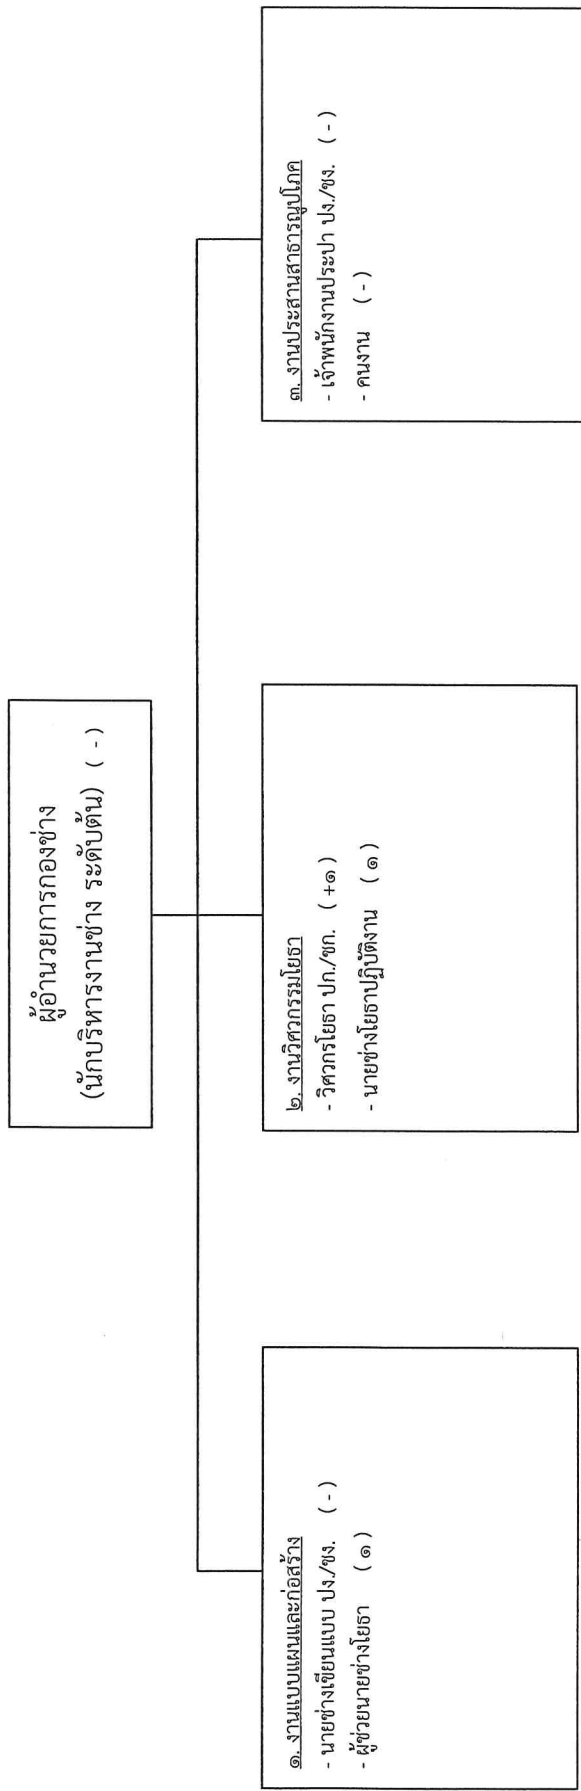 ผู้อำนวยการกองช่าง
(นักบริหารงานช่าง ระดับต้น) ( - )
๑. งานแบบแผนและก่อสร้าง
- นายช่างเขียนแบบ ปง./ชง. ( - )
- ผู้ช่วยนายช่างโยธา ( ๑ )
๒. งานวิศวกรรมโยธา
- วิศวกรโยธา ปก./ชก. ( +๑ )
- นายช่างโยธาปฏิบัติงาน ( ๑ )
๓. งานประสานสาธารณูปโภค
- เจ้าพนักงานประปา ปง./ชง. ( - )
- คนงาน ( - )